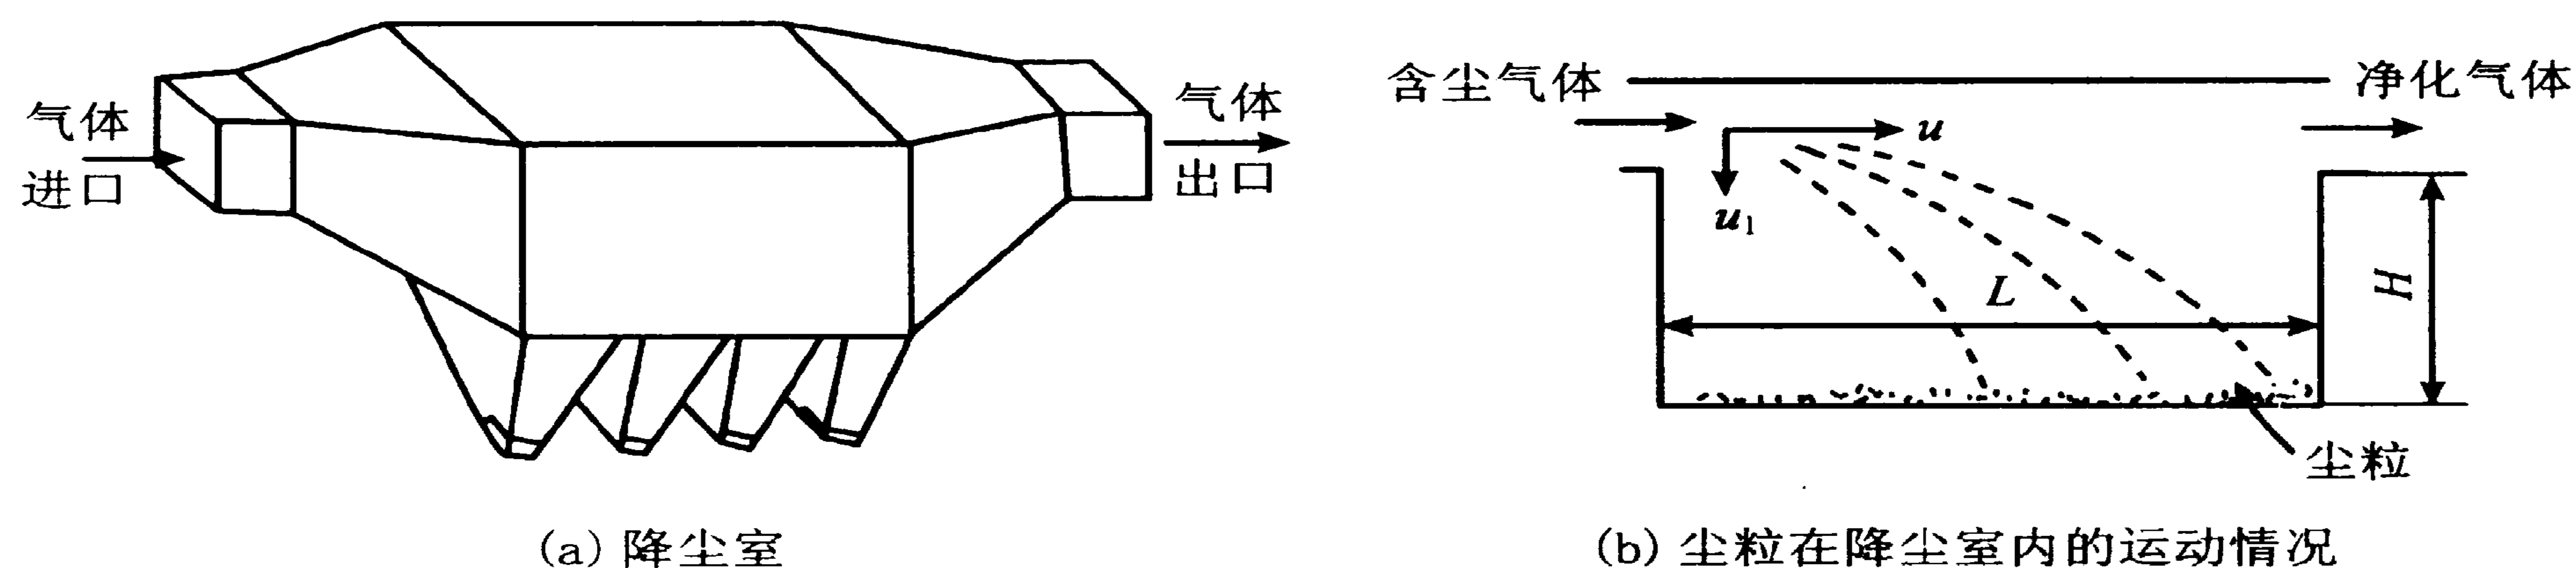 气体
进口
气体
出口
(a) 降尘室
含尘气体
净化气体
u
u₁
L
H
尘粒
(b) 尘粒在降尘室内的运动情况